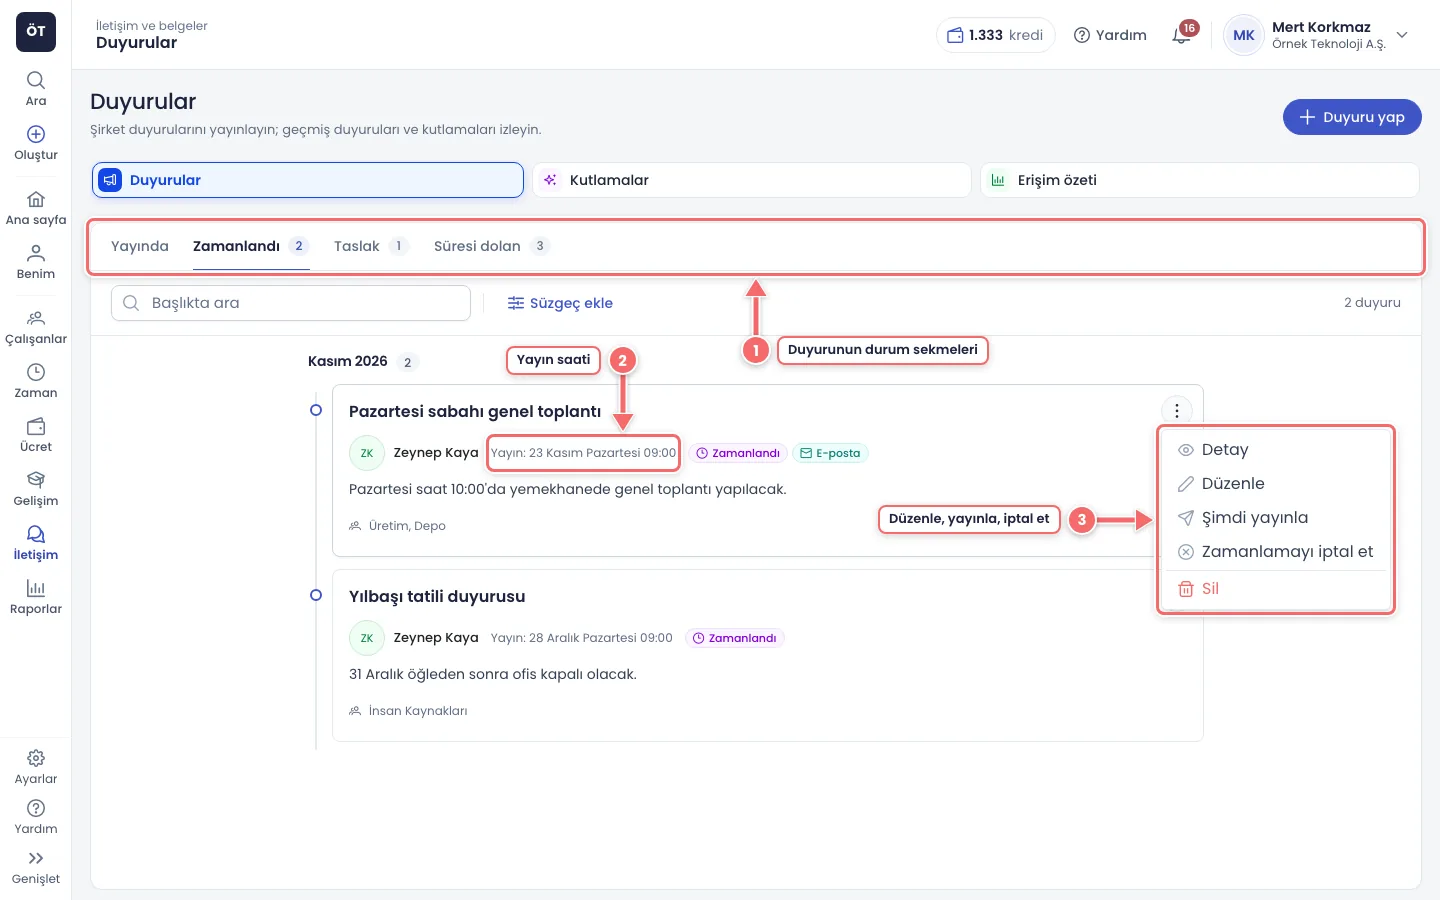 ÖT
Ara
Oluştur
Ana sayfa
Benim
Çalışanlar
Zaman
Ücret
Gelişim
İletişim
Raporlar
Ayarlar
Yardım
Genişlet
İletişim ve belgeler
Duyurular
1.333 kredi
Yardım
16
MK
Mert Korkmaz
Örnek Teknoloji A.Ş.
Duyurular
Şirket duyurularını yayınlayın; geçmiş duyuruları ve kutlamaları izleyin.
Duyuru yap
Duyurular
Kutlamalar
Erişim özeti
Yayında
Zamanlandı 2
Taslak 1
Süresi dolan 3
Başlıkta ara
Süzgeç ekle
2 duyuru
1 Duyurunun durum sekmeleri
Kasım 2026 2
Yayın saati 2
Pazartesi sabahı genel toplantı
ZK Zeynep Kaya Yayın: 23 Kasım Pazartesi 09:00 Zamanlandı E-posta
Pazartesi saat 10:00'da yemekhanede genel toplantı yapılacak.
Üretim, Depo
Düzenle, yayınla, iptal et 3
Detay
Düzenle
Şimdi yayınla
Zamanlamayı iptal et
Sil
Yılbaşı tatili duyurusu
ZK Zeynep Kaya Yayın: 28 Aralık Pazartesi 09:00 Zamanlandı
31 Aralık öğleden sonra ofis kapalı olacak.
İnsan Kaynakları